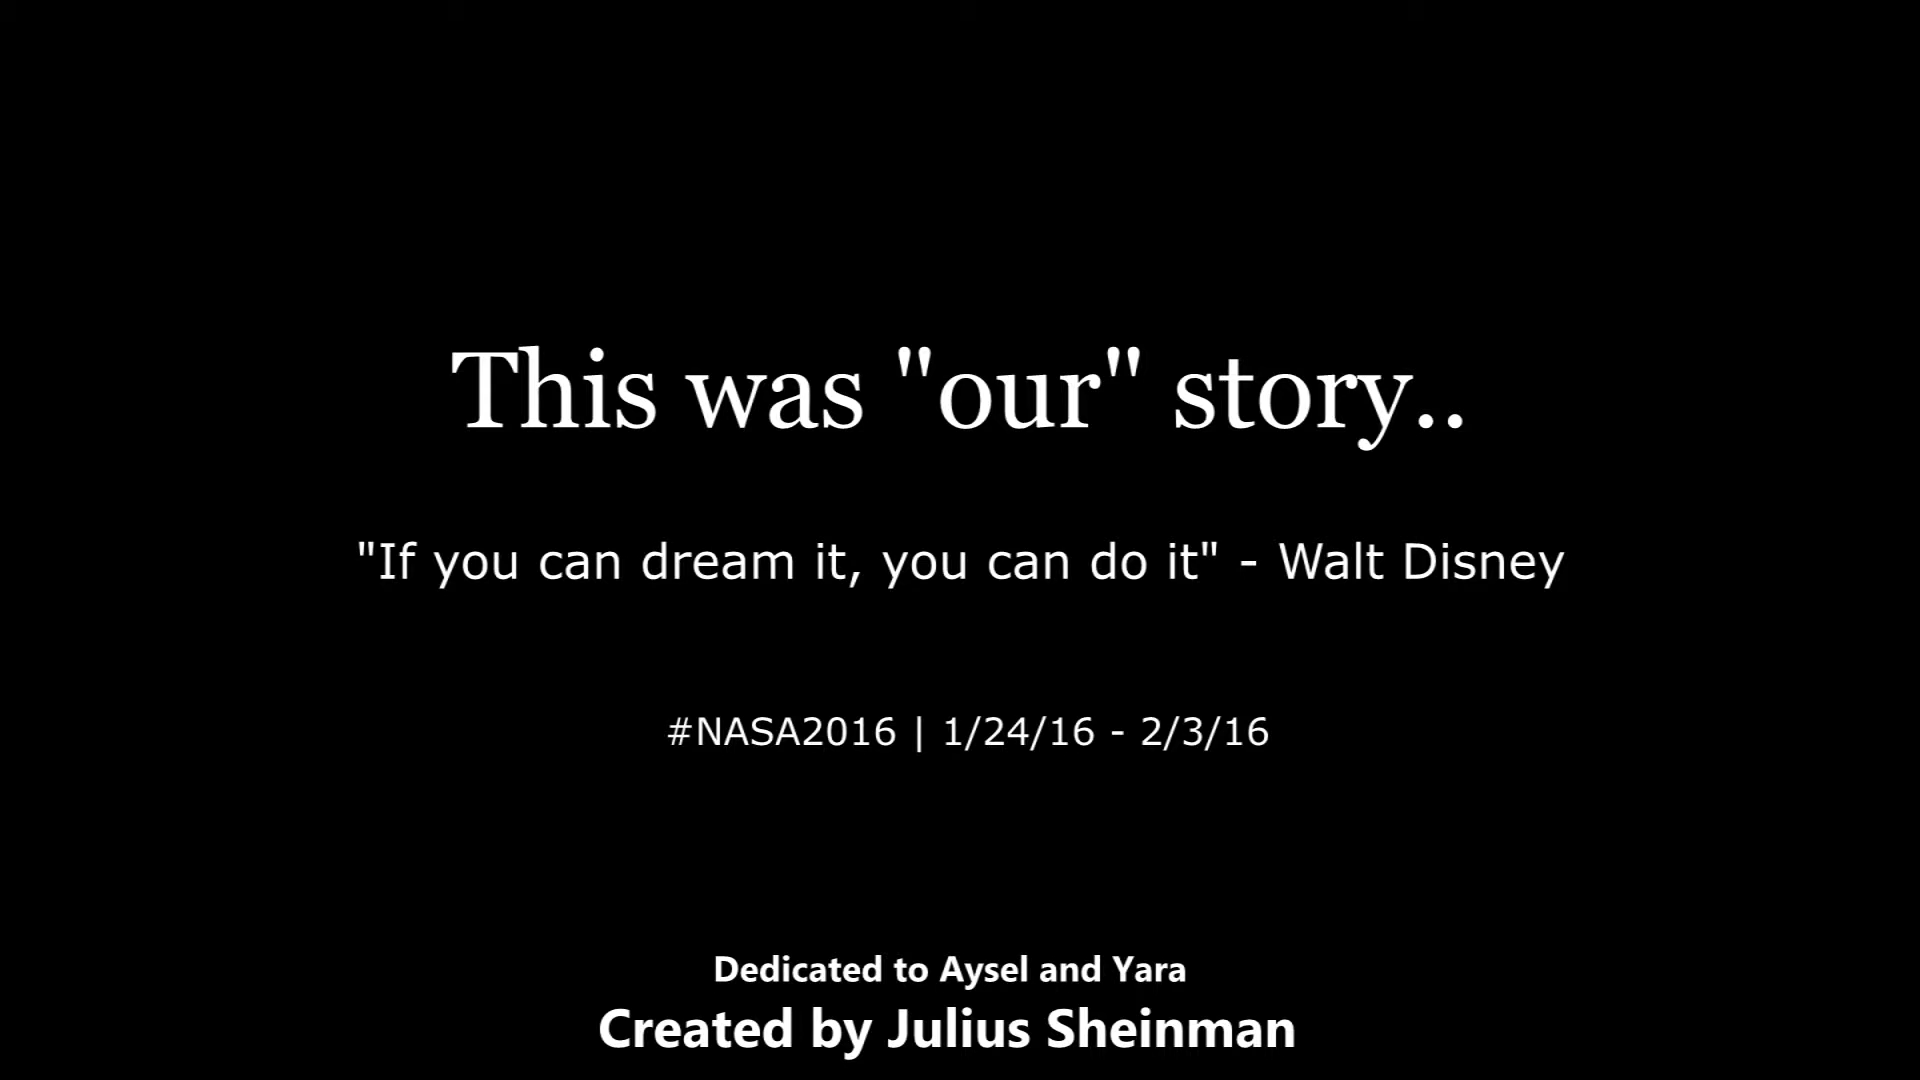 This was "our" story..
"If you can dream it, you can do it" - Walt Disney
#NASA2016 | 1/24/16 - 2/3/16
Dedicated to Aysel and Yara
Created by Julius Sheinman